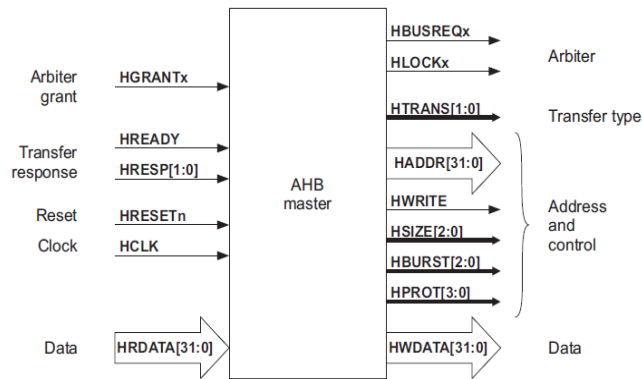 HBUSREQx
HLOCKx
Arbiter
Arbiter
grant
HGRANTx
HTRANS[1:0]
Transfer type
Transfer
response
HREADY
HRESP[1:0]
AHB
master
HADDR[31:0]
HWRITE
HSIZE[2:0]
HBURST[2:0]
HPROT[3:0]
Address
and
control
Reset
HRESETn
Clock
HCLK
Data
HRDATA[31:0]
HWDATA[31:0]
Data